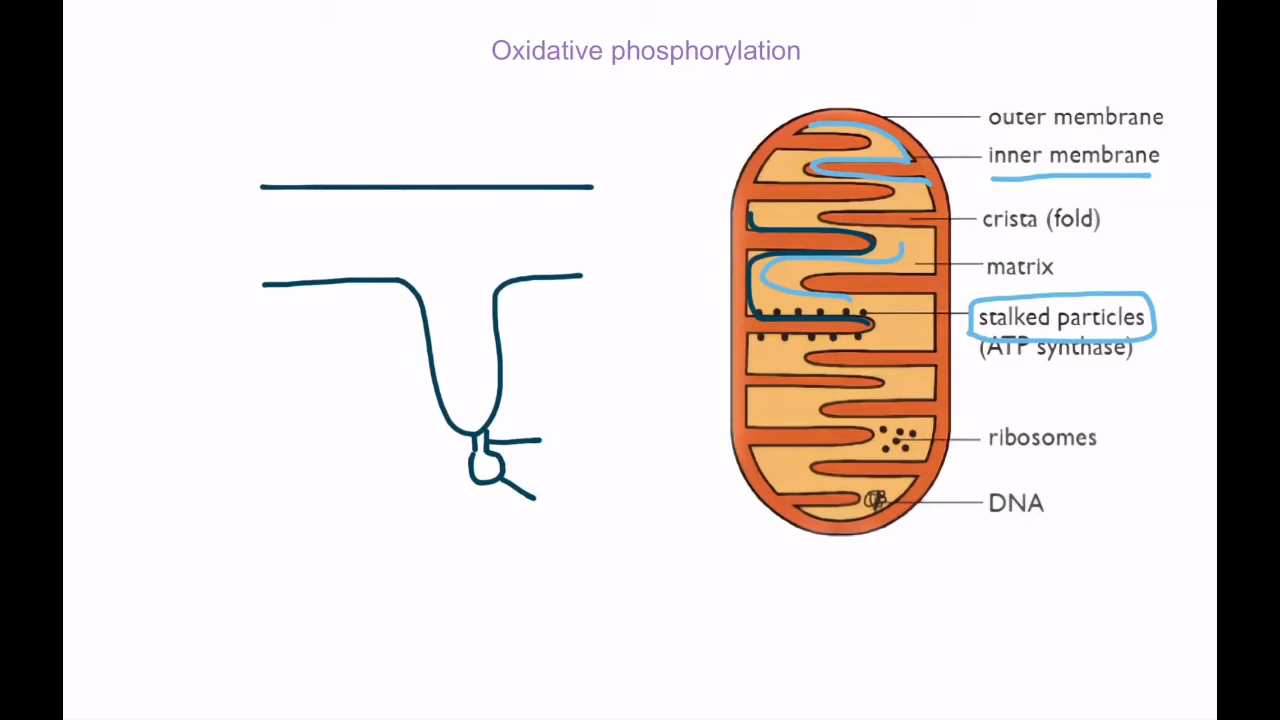 Oxidative phosphorylation
outer membrane
inner membrane
crista (fold)
matrix
stalked particles
(ATP synthase)
ribosomes
DNA